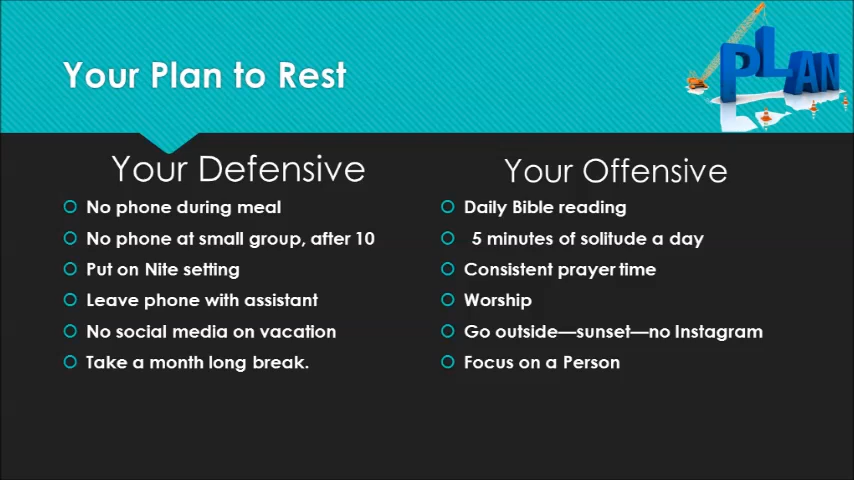 Your Plan to Rest
PLAN
Your Defensive
No phone during meal
No phone at small group, after 10
Put on Nite setting
Leave phone with assistant
No social media on vacation
Take a month long break.
Your Offensive
Daily Bible reading
5 minutes of solitude a day
Consistent prayer time
Worship
Go outside—sunset—no Instagram
Focus on a Person